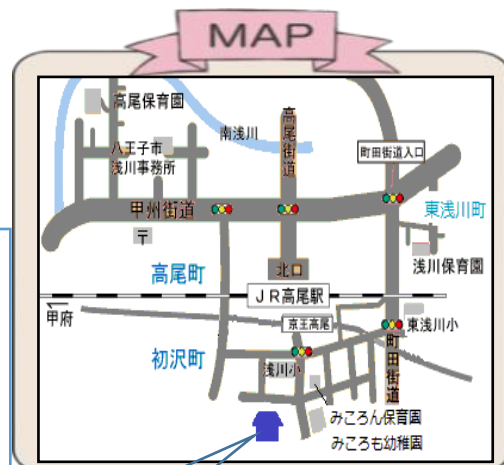 MAP
高尾保育園
南浅川
高尾街道
八王子市
浅川事務所
町田街道入口
甲州街道
東浅川町
〒
浅川保育園
高尾町
北口
JR高尾駅
甲府
京王高尾
東浅川小
初沢町
町田街道
浅川小
みころん保育園
みころも幼稚園